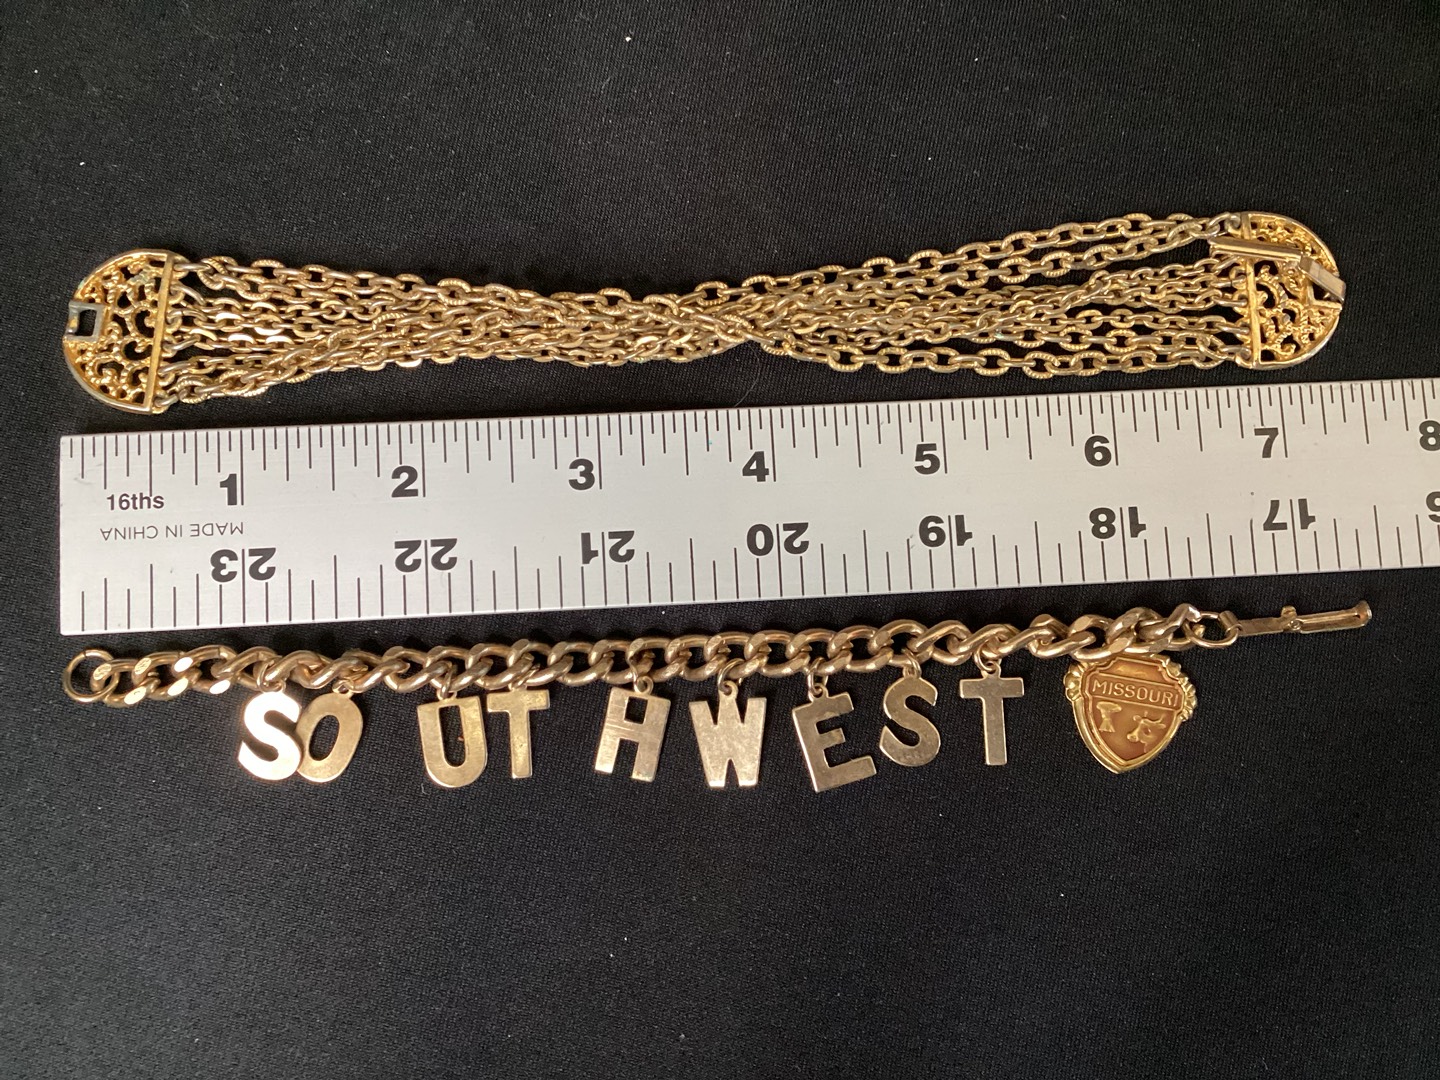 1 2 3 4 5 6 7 8
16ths
MADE IN CHINA
23 22 21 20 19 18 17
SOUTHWEST
MISSOURI